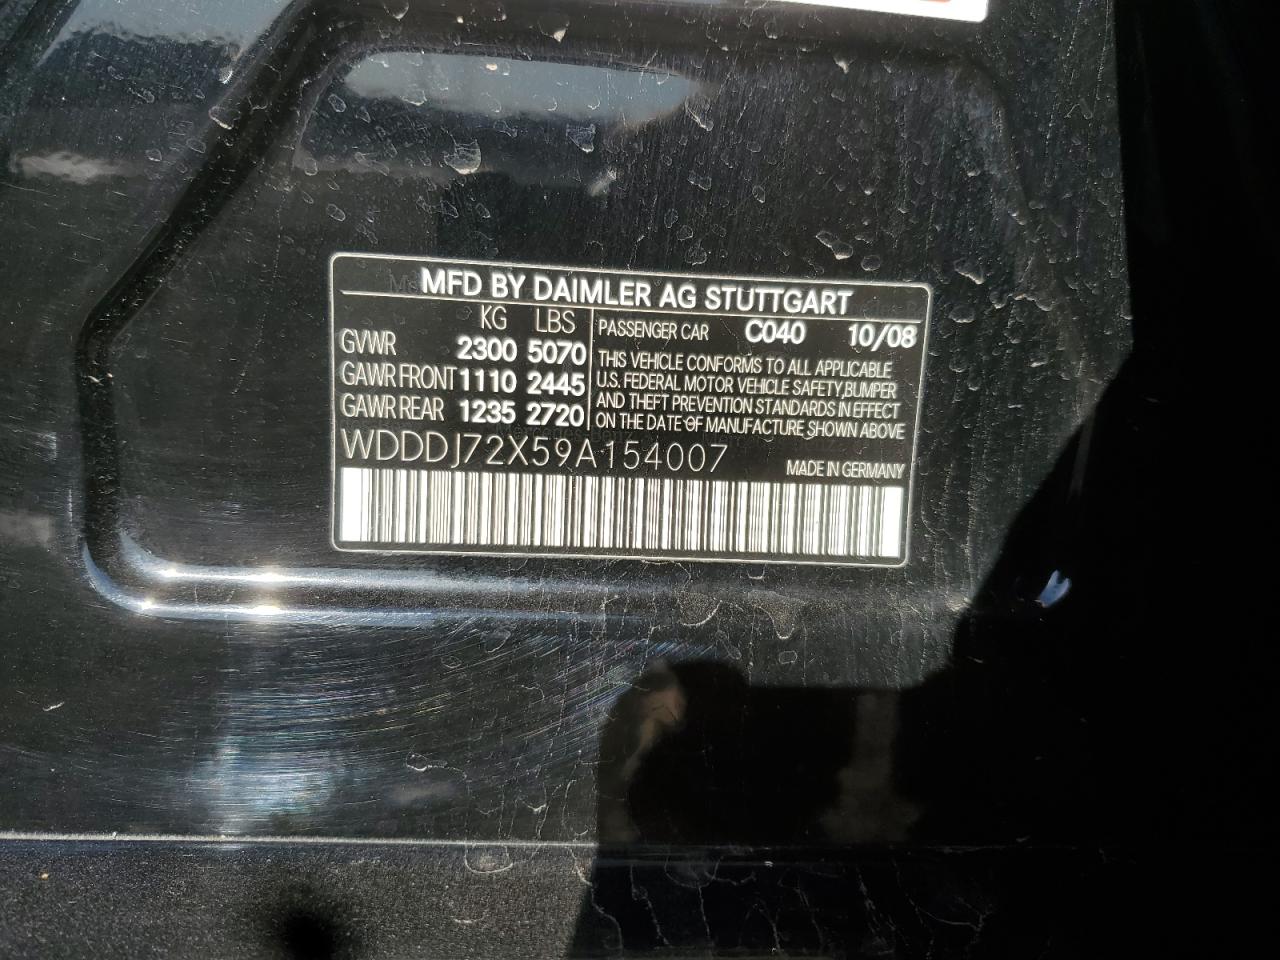 MFD BY DAIMLER AG STUTTGART
KG LBS
GVWR 2300 5070
GAWR FRONT 1110 2445
GAWR REAR 1235 2720
PASSENGER CAR C040 10/08
THIS VEHICLE CONFORMS TO ALL APPLICABLE
U.S. FEDERAL MOTOR VEHICLE SAFETY, BUMPER
AND THEFT PREVENTION STANDARDS IN EFFECT
ON THE DATE OF MANUFACTURE SHOWN ABOVE
WDDDJ72X59A154007
MADE IN GERMANY